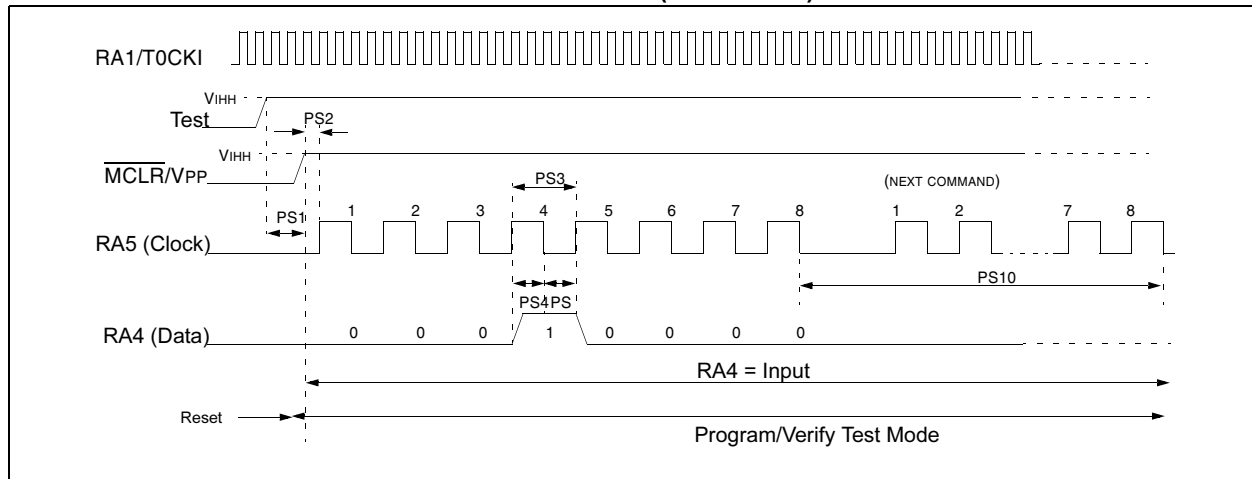 RA1/T0CKI
VIHH
Test
PS2
VIHH
MCLR/VPP
PS3
(NEXT COMMAND)
PS1
1 2 3 4 5 6 7 8 1 2 7 8
RA5 (Clock)
PS10
PS4 PS
RA4 (Data)
0 0 0 1 0 0 0 0
RA4 = Input
Reset
Program/Verify Test Mode